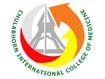 CHULABHORN INTERNATIONAL COLLEGE OF MEDICINE